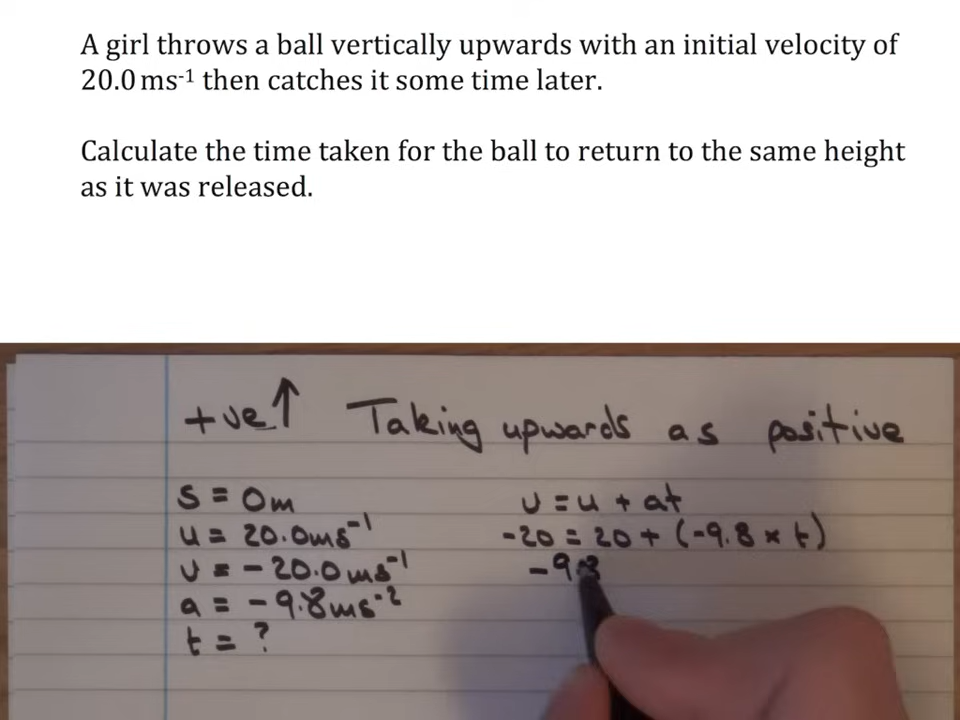 A girl throws a ball vertically upwards with an initial velocity of
20.0 ms⁻¹ then catches it some time later.
Calculate the time taken for the ball to return to the same height
as it was released.
+ve↑ Taking upwards as positive
s = 0m
u = 20.0ms⁻¹
v = -20.0ms⁻¹
a = -9.8ms⁻²
t = ?
v = u + at
-20 = 20 + (-9.8 × t)
-9.8